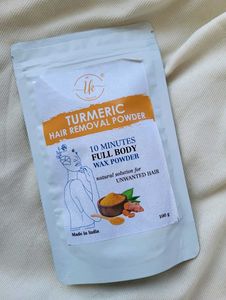 TURMERIC
HAIR REMOVAL POWDER
10 MINUTES
FULL BODY
WAX POWDER
natural solution for
UNWANTED HAIR
Made in India
100 g